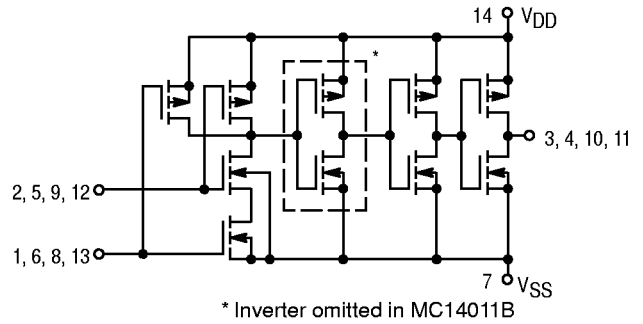 14 VDD
*
3, 4, 10, 11
2, 5, 9, 12
1, 6, 8, 13
7 VSS
* Inverter omitted in MC14011B